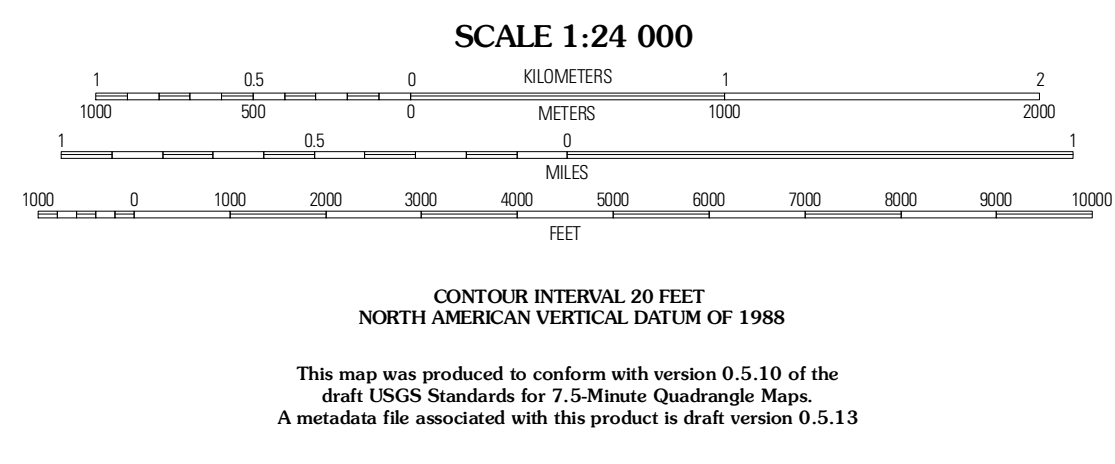 SCALE 1:24 000
1 0.5 0 KILOMETERS 1 2
1000 500 0 METERS 1000 2000
1 0.5 0 1
MILES
1000 0 1000 2000 3000 4000 5000 6000 7000 8000 9000 10000
FEET
CONTOUR INTERVAL 20 FEET
NORTH AMERICAN VERTICAL DATUM OF 1988
This map was produced to conform with version 0.5.10 of the
draft USGS Standards for 7.5-Minute Quadrangle Maps.
A metadata file associated with this product is draft version 0.5.13